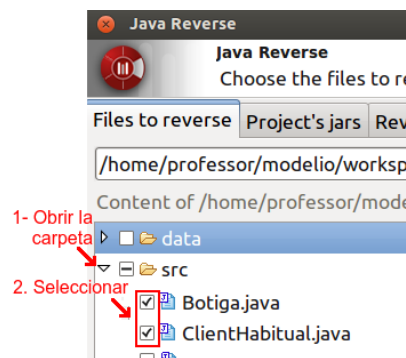 Java Reverse
Java Reverse
Choose the files to re
Files to reverse
Project's jars
Rev
/home/professor/modelio/worksp
Content of /home/professor/mode
1- Obrir la
carpeta
data
src
2. Seleccionar
Botiga.java
ClientHabitual.java